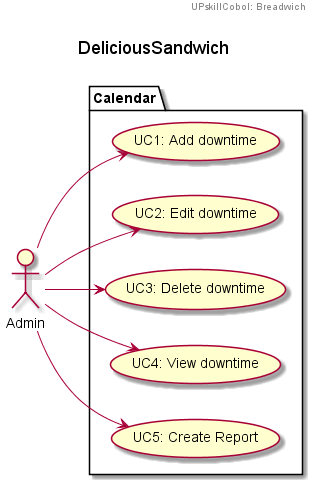 UPskillCobol: Breadwich
DeliciousSandwich
Calendar
UC1: Add downtime
UC2: Edit downtime
UC3: Delete downtime
Admin
UC4: View downtime
UC5: Create Report